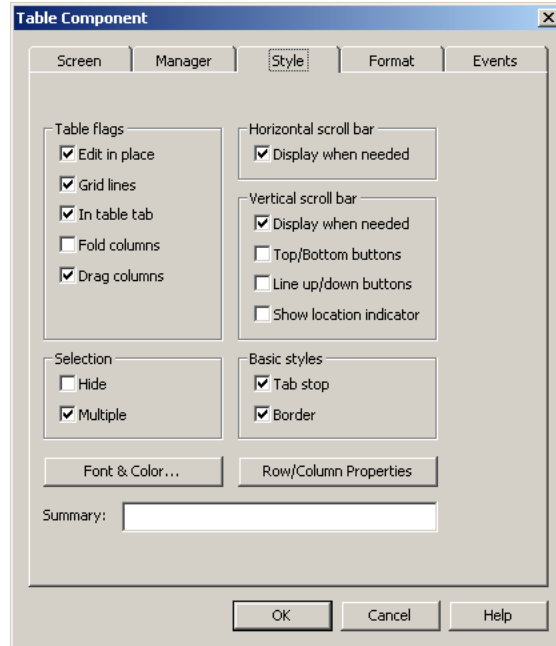 Table Component
Screen Manager Style Format Events
Table flags
Edit in place
Grid lines
In table tab
Fold columns
Drag columns
Horizontal scroll bar
Display when needed
Vertical scroll bar
Display when needed
Top/Bottom buttons
Line up/down buttons
Show location indicator
Selection
Hide
Multiple
Basic styles
Tab stop
Border
Font & Color...
Row/Column Properties
Summary:
OK Cancel Help